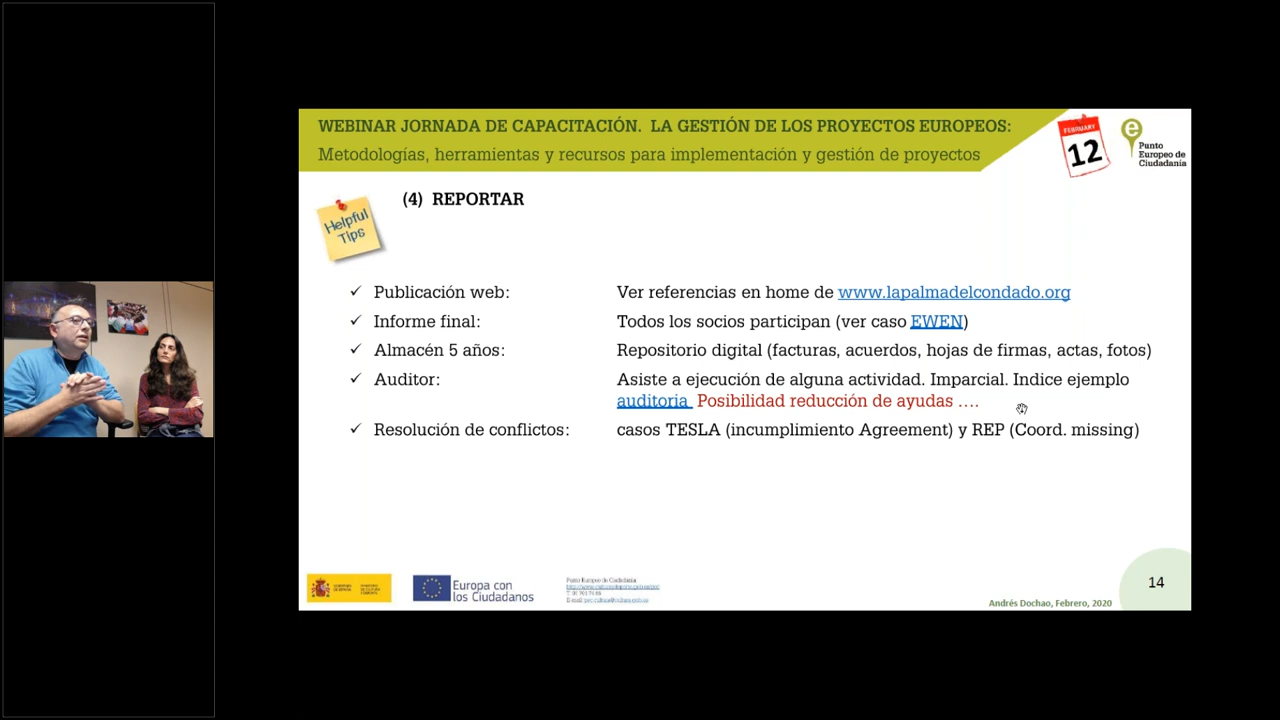 WEBINAR JORNADA DE CAPACITACIÓN. LA GESTIÓN DE LOS PROYECTOS EUROPEOS:
Metodologías, herramientas y recursos para implementación y gestión de proyectos
FEBRUARY
12
e
Punto
Europeo de
Ciudadanía
Helpful
Tips
(4) REPORTAR
✓ Publicación web: Ver referencias en home de www.lapalmadelcondado.org
✓ Informe final: Todos los socios participan (ver caso EWEN)
✓ Almacén 5 años: Repositorio digital (facturas, acuerdos, hojas de firmas, actas, fotos)
✓ Auditor: Asiste a ejecución de alguna actividad. Imparcial. Indice ejemplo
auditoria Posibilidad reducción de ayudas ….
✓ Resolución de conflictos: casos TESLA (incumplimiento Agreement) y REP (Coord. missing)
Europa con
los Ciudadanos
Punto Europeo de Ciudadanía
Andrés Dochao, Febrero, 2020
14